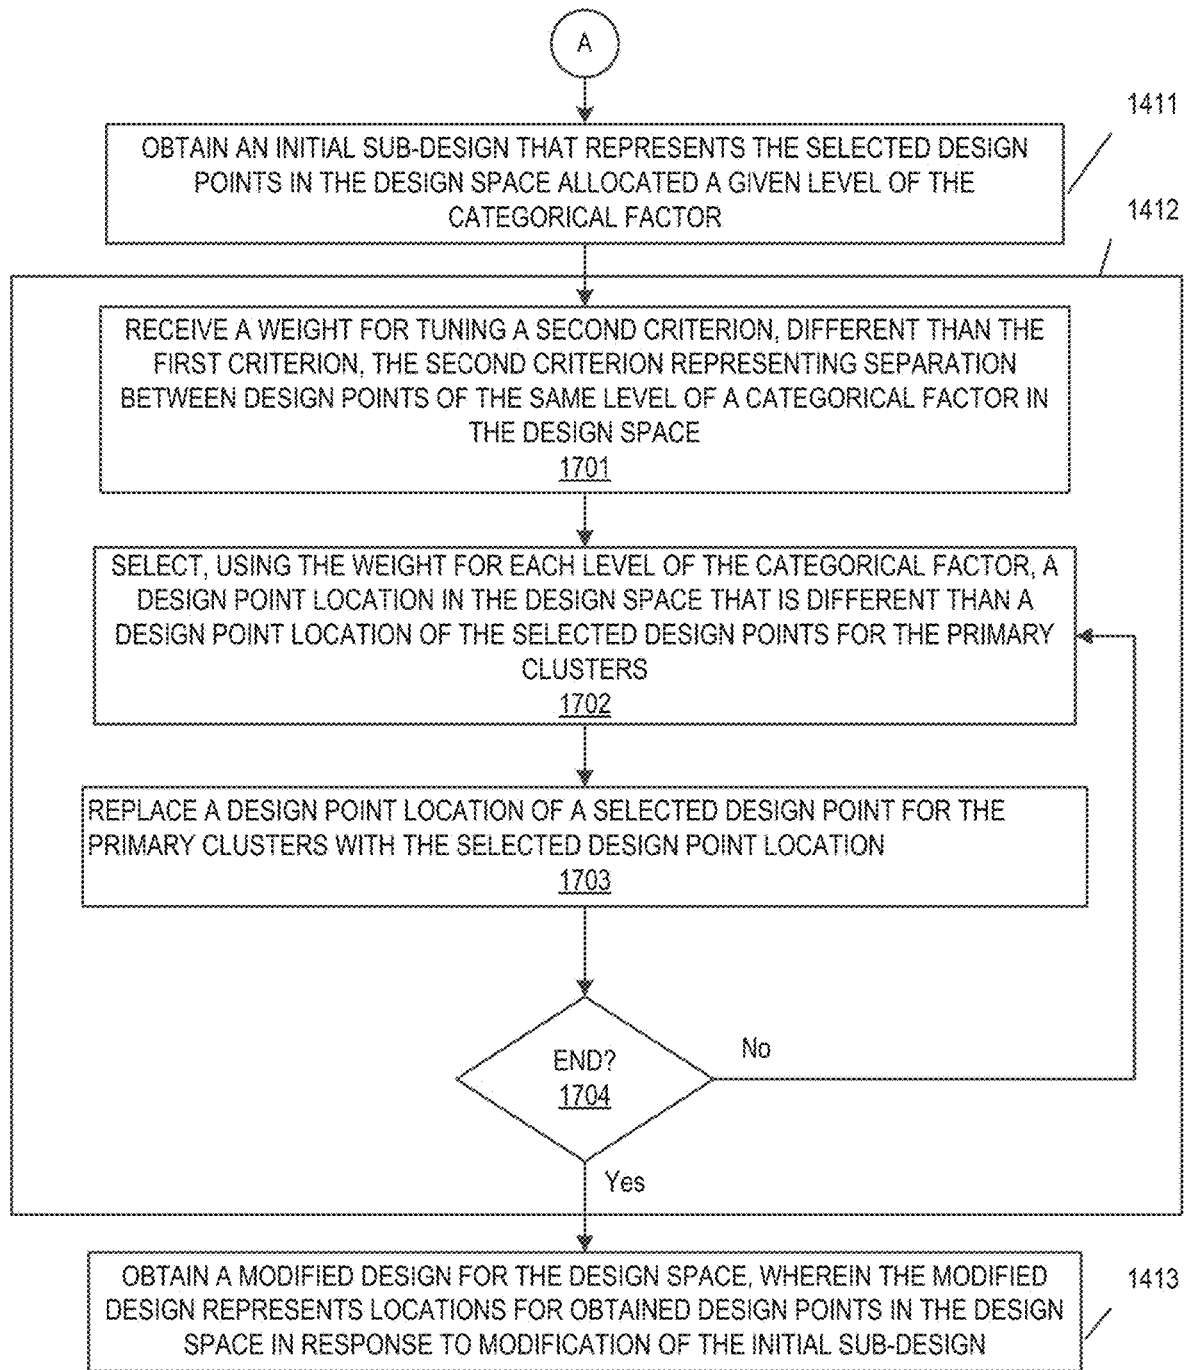 A
1411
OBTAIN AN INITIAL SUB-DESIGN THAT REPRESENTS THE SELECTED DESIGN
POINTS IN THE DESIGN SPACE ALLOCATED A GIVEN LEVEL OF THE
CATEGORICAL FACTOR
1412
RECEIVE A WEIGHT FOR TUNING A SECOND CRITERION, DIFFERENT THAN THE
FIRST CRITERION, THE SECOND CRITERION REPRESENTING SEPARATION
BETWEEN DESIGN POINTS OF THE SAME LEVEL OF A CATEGORICAL FACTOR IN
THE DESIGN SPACE
1701
SELECT, USING THE WEIGHT FOR EACH LEVEL OF THE CATEGORICAL FACTOR, A
DESIGN POINT LOCATION IN THE DESIGN SPACE THAT IS DIFFERENT THAN A
DESIGN POINT LOCATION OF THE SELECTED DESIGN POINTS FOR THE PRIMARY
CLUSTERS
1702
REPLACE A DESIGN POINT LOCATION OF A SELECTED DESIGN POINT FOR THE
PRIMARY CLUSTERS WITH THE SELECTED DESIGN POINT LOCATION
1703
END?
1704
No
Yes
OBTAIN A MODIFIED DESIGN FOR THE DESIGN SPACE, WHEREIN THE MODIFIED
DESIGN REPRESENTS LOCATIONS FOR OBTAINED DESIGN POINTS IN THE DESIGN
SPACE IN RESPONSE TO MODIFICATION OF THE INITIAL SUB-DESIGN
1413